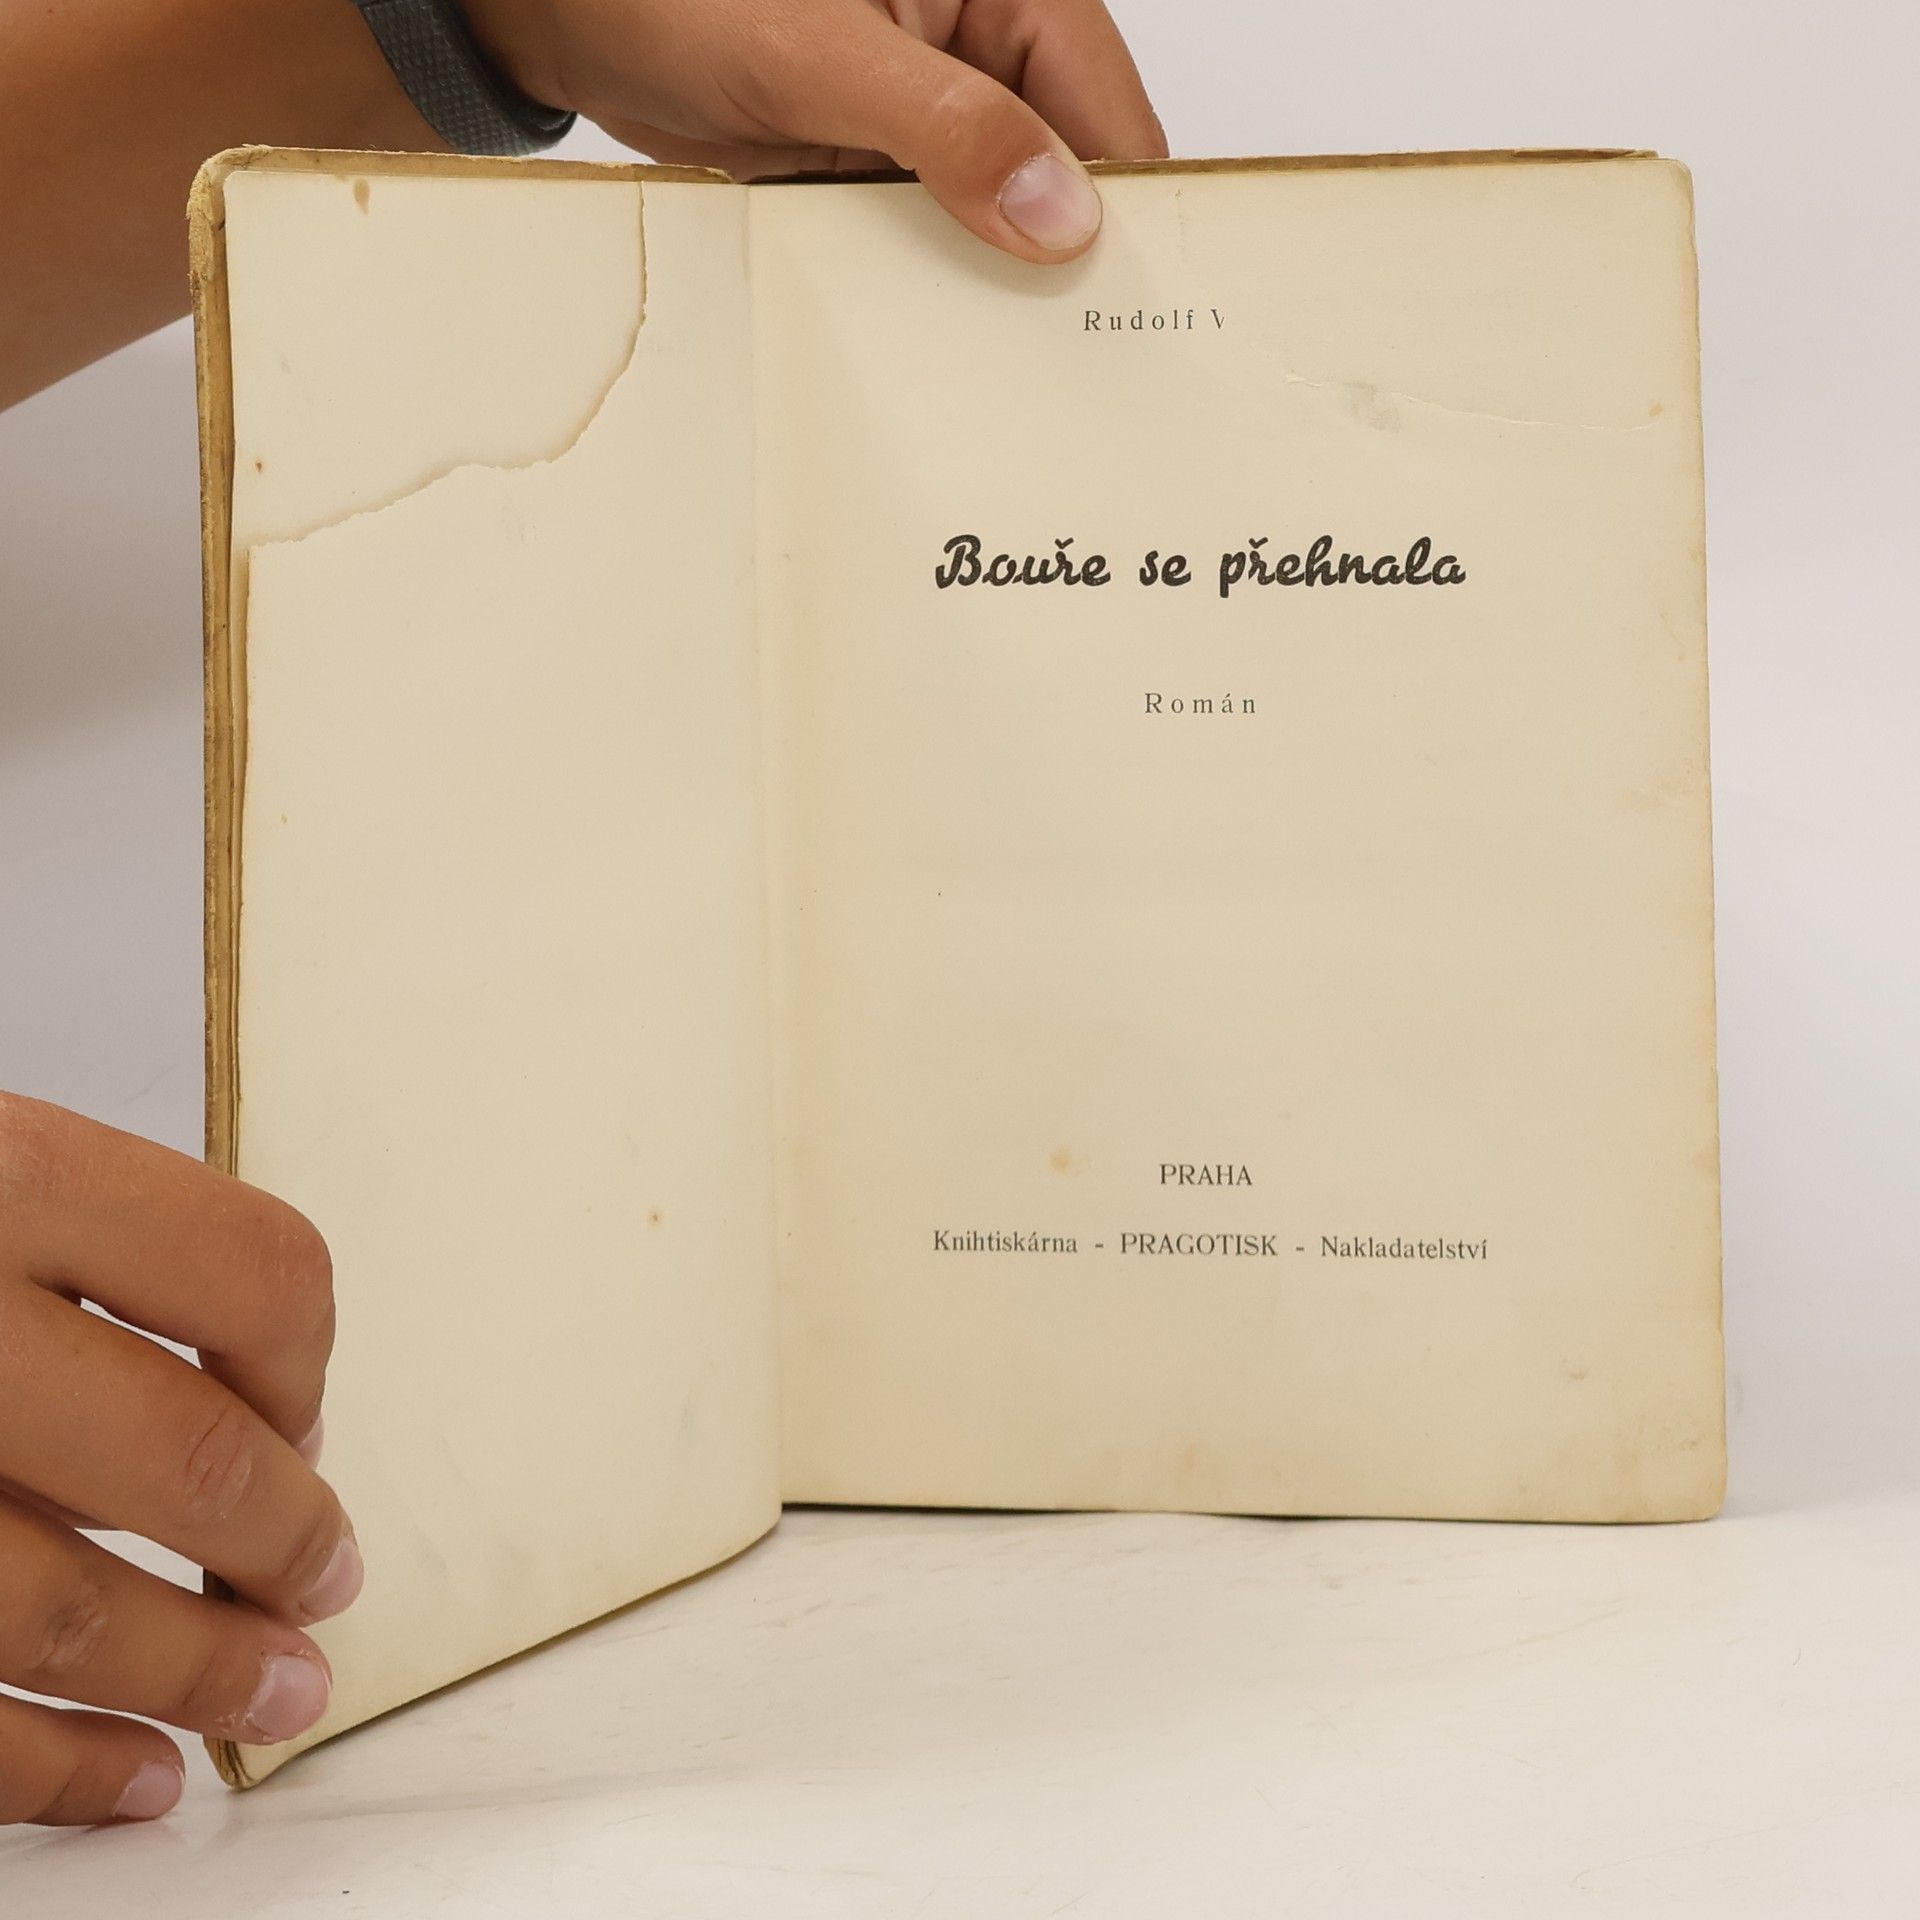 Rudolf V
Bouře se přehnala
Román
PRAHA
Knihtiskárna - PRAGOTISK - Nakladatelství